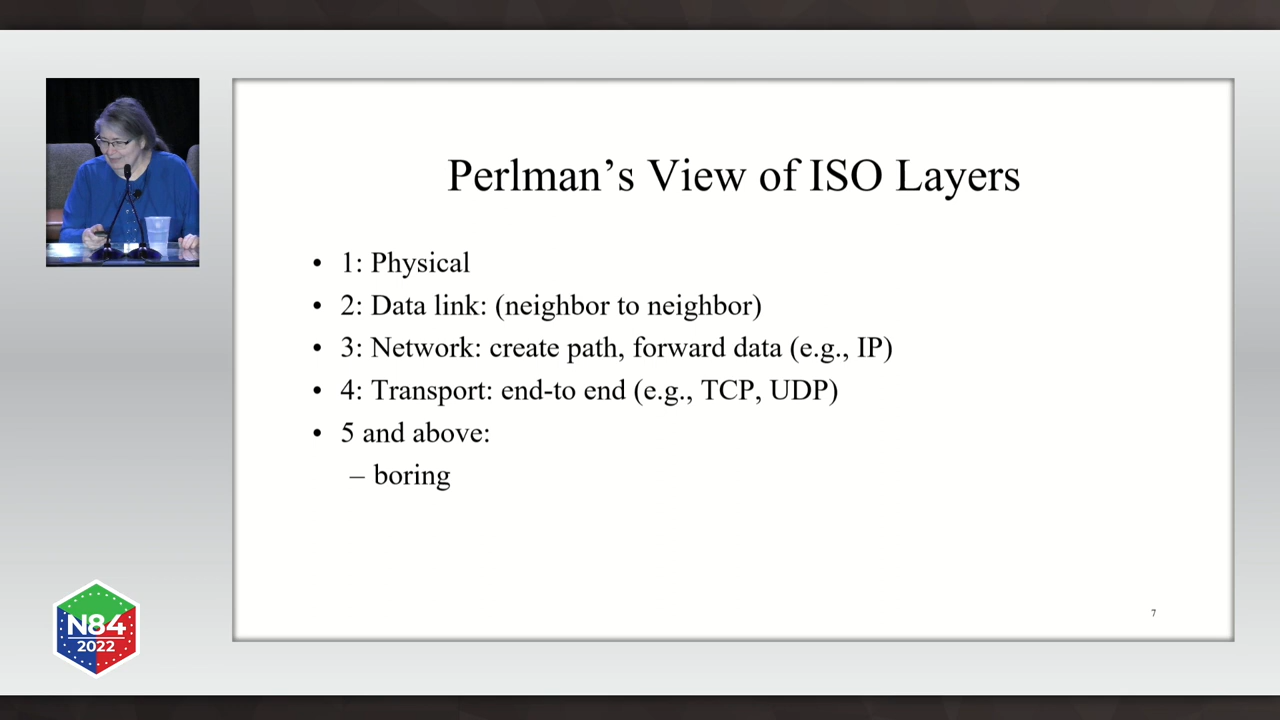 Perlman’s View of ISO Layers
• 1: Physical
• 2: Data link: (neighbor to neighbor)
• 3: Network: create path, forward data (e.g., IP)
• 4: Transport: end-to end (e.g., TCP, UDP)
• 5 and above:
– boring
7
N84
2022